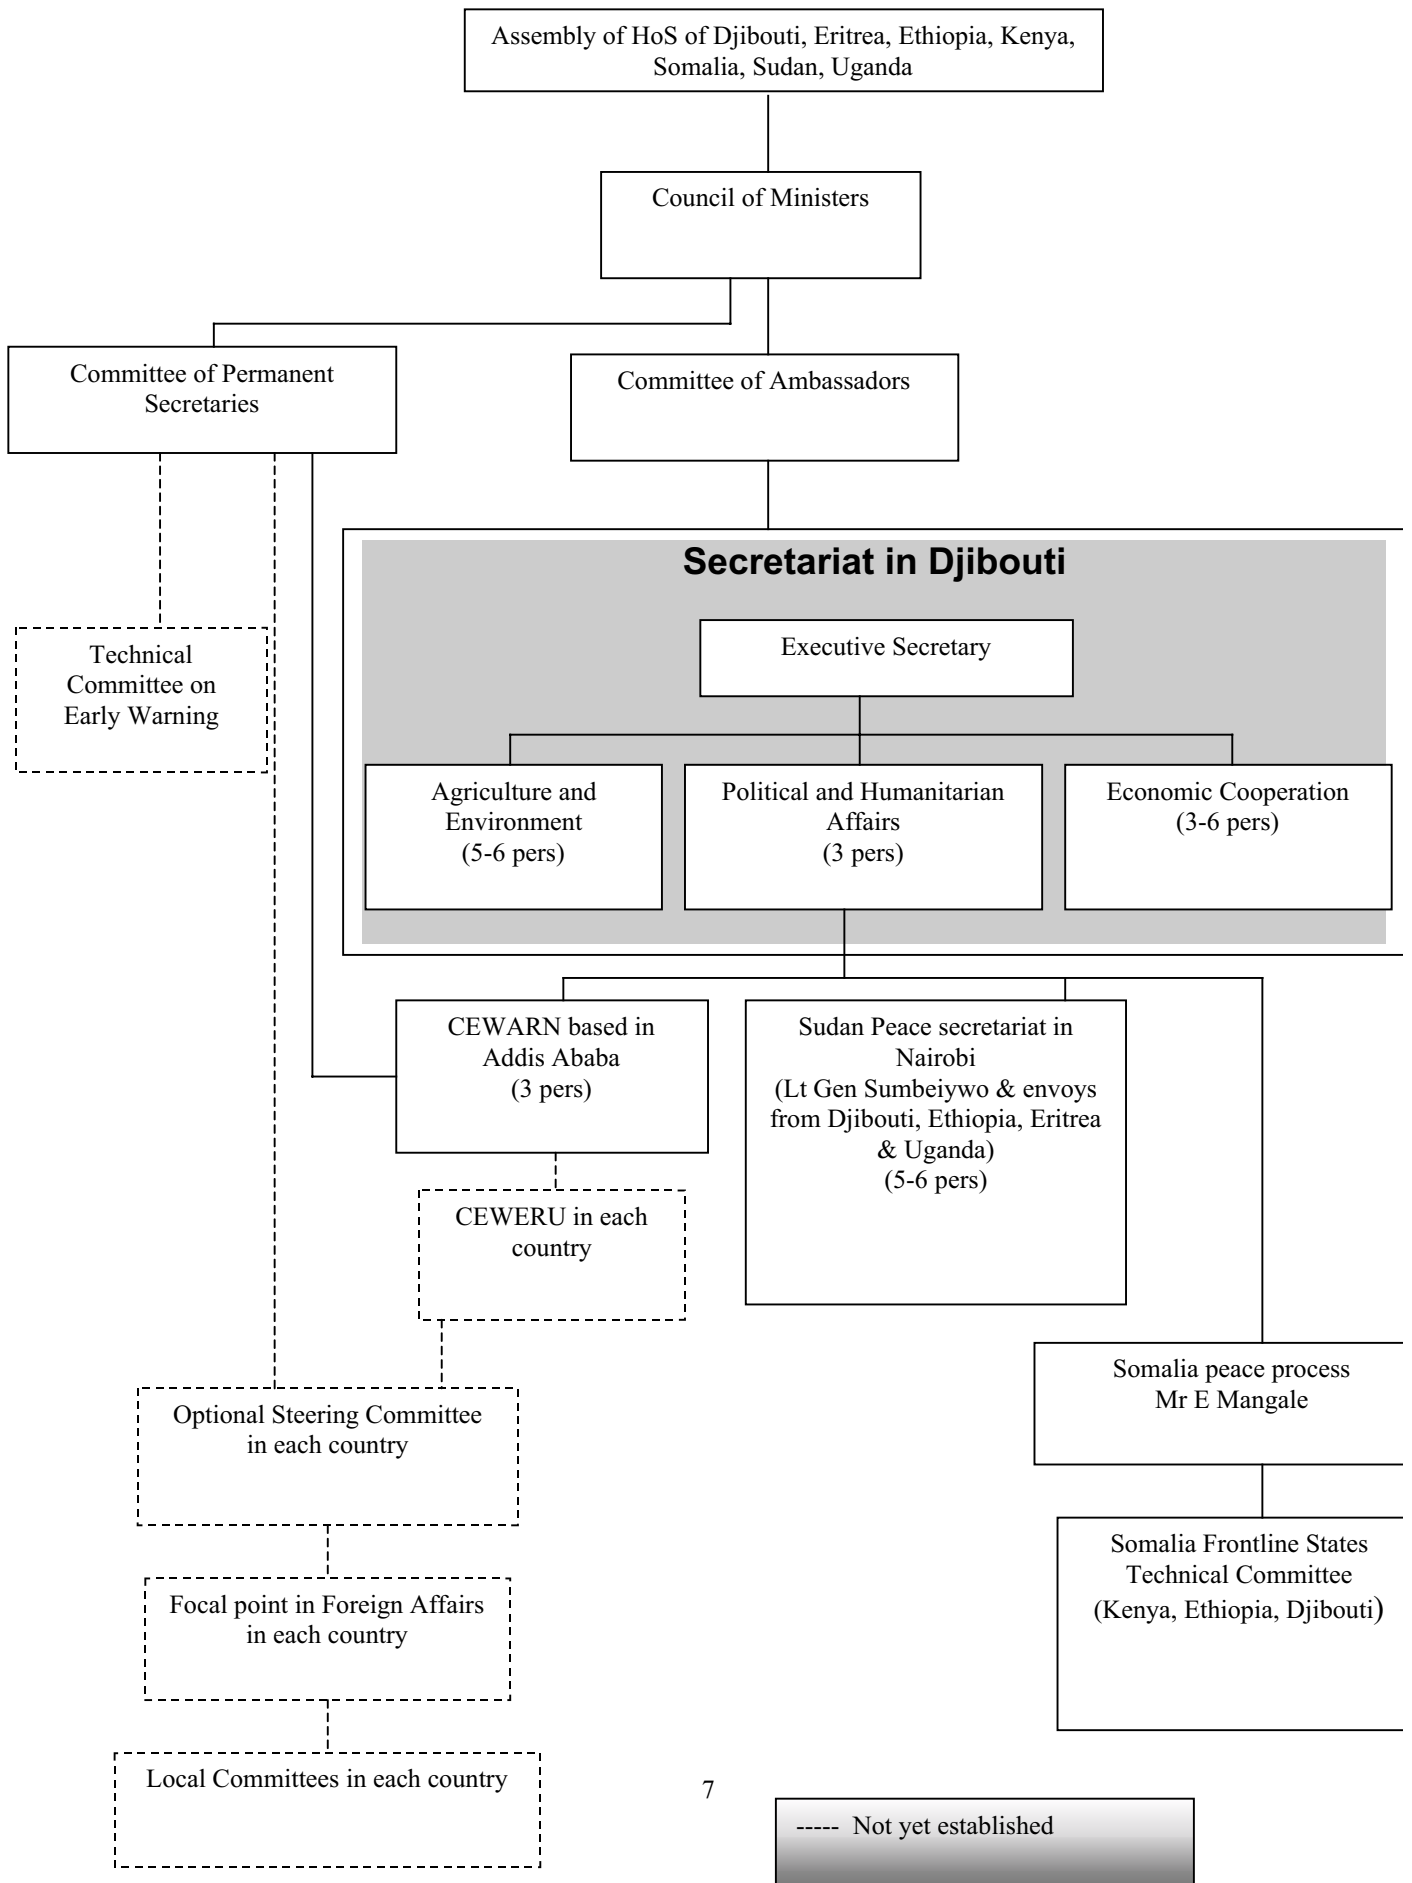 Assembly of HoS of Djibouti, Eritrea, Ethiopia, Kenya,
Somalia, Sudan, Uganda
Council of Ministers
Committee of Permanent
Secretaries
Committee of Ambassadors
Secretariat in Djibouti
Executive Secretary
Technical
Committee on
Early Warning
Agriculture and
Environment
(5-6 pers)
Political and Humanitarian
Affairs
(3 pers)
Economic Cooperation
(3-6 pers)
CEWARN based in
Addis Ababa
(3 pers)
Sudan Peace secretariat in
Nairobi
(Lt Gen Sumbeiywo & envoys
from Djibouti, Ethiopia, Eritrea
& Uganda)
(5-6 pers)
CEWERU in each
country
Somalia peace process
Mr E Mangale
Optional Steering Committee
in each country
Somalia Frontline States
Technical Committee
(Kenya, Ethiopia, Djibouti)
Focal point in Foreign Affairs
in each country
Local Committees in each country
7
----- Not yet established